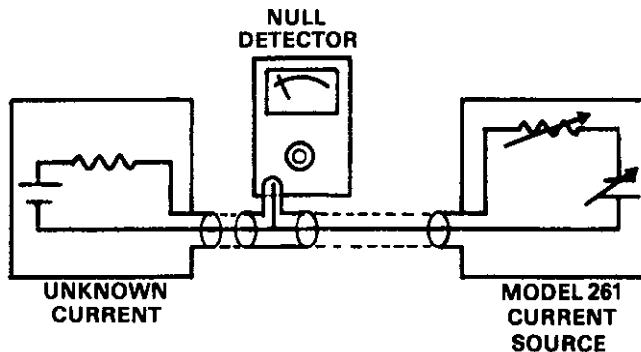 NULL
DETECTOR
UNKNOWN
CURRENT
MODEL 261
CURRENT
SOURCE